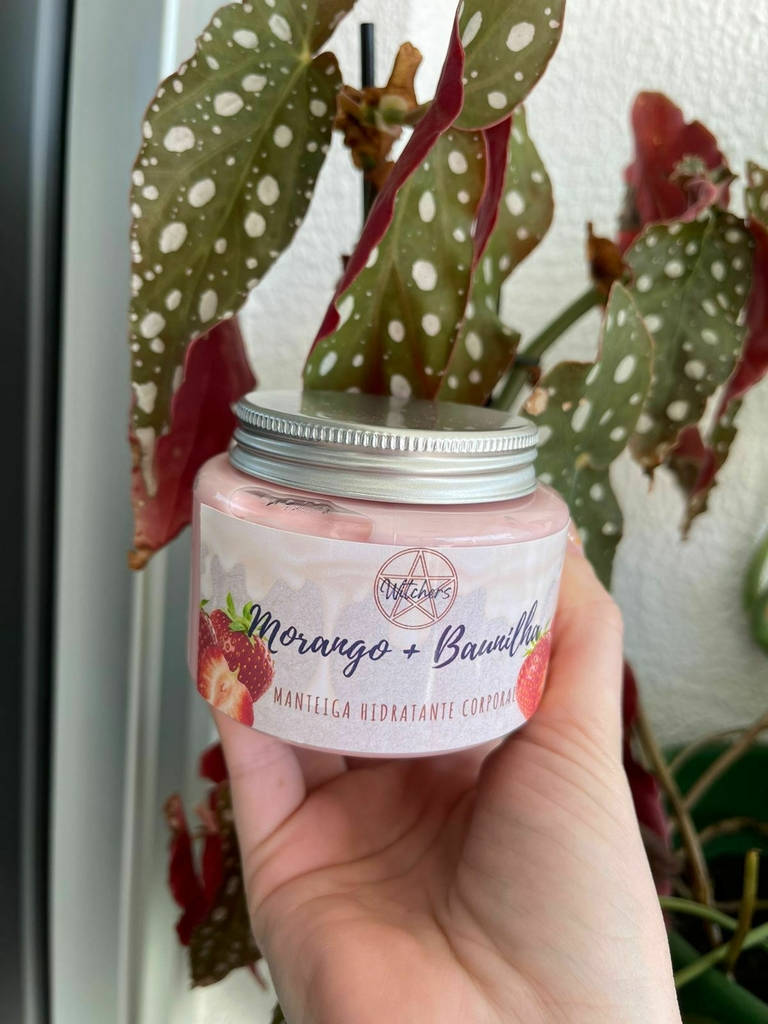 Witchers
Morango + Baunilha
MANTEIGA HIDRATANTE CORPORAL